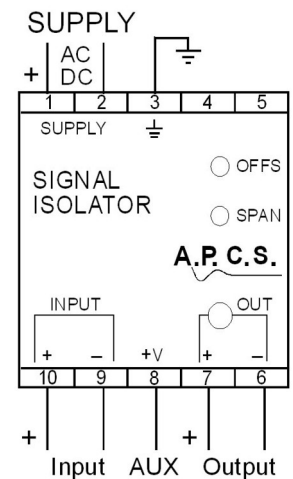 SUPPLY
AC
+ DC
1 2 3 4 5
SUPPLY
OFFS
SIGNAL
ISOLATOR
SPAN
A.P. C.S.
INPUT OUT
+ – +V + –
10 9 8 7 6
+ +
Input AUX Output